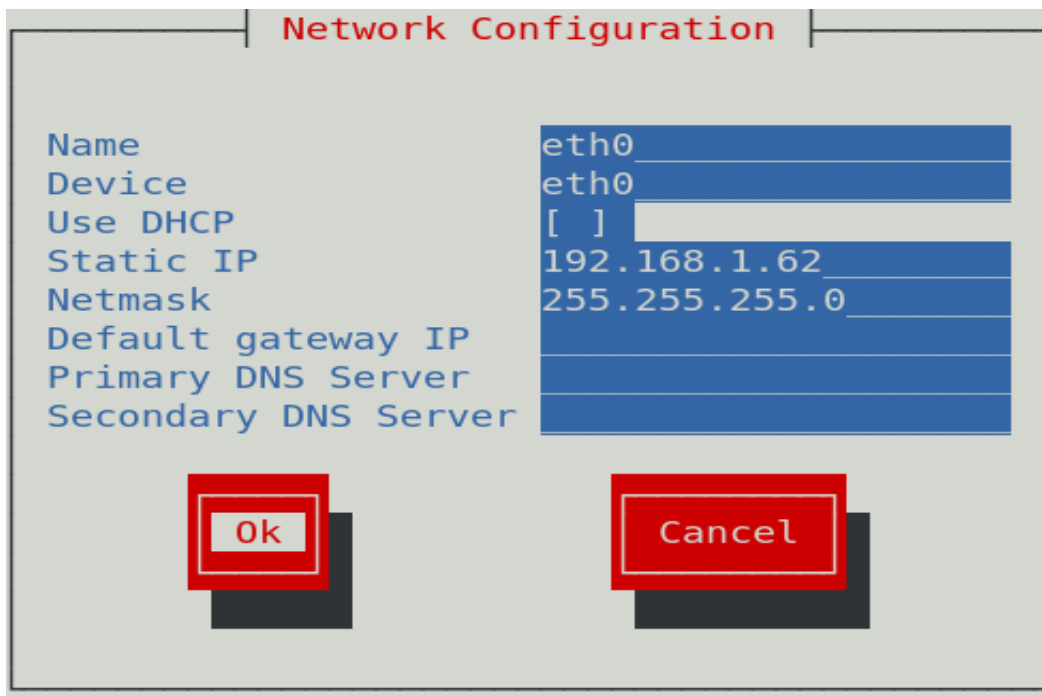 Network Configuration
Name eth0
Device eth0
Use DHCP [ ]
Static IP 192.168.1.62
Netmask 255.255.255.0
Default gateway IP
Primary DNS Server
Secondary DNS Server
Ok Cancel